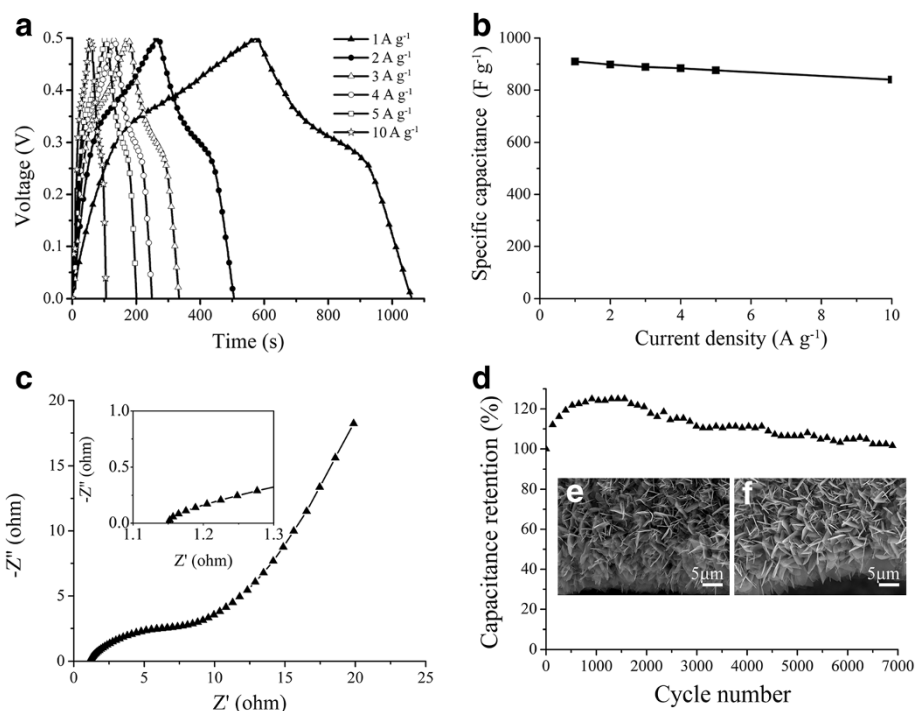 a
1 A g⁻¹
2 A g⁻¹
3 A g⁻¹
4 A g⁻¹
5 A g⁻¹
10 A g⁻¹
0.5
0.4
0.3
0.2
0.1
0.0
Voltage (V)
0 200 400 600 800 1000
Time (s)
b
1000
800
600
400
200
0
Specific capacitance (F g⁻¹)
0 2 4 6 8 10
Current density (A g⁻¹)
c
20
15
10
5
0
-Z'' (ohm)
0 5 10 15 20 25
Z' (ohm)
1.0
0.5
0.0
-Z'' (ohm)
1.1 1.2 1.3
Z' (ohm)
d
120
100
80
60
40
20
0
Capacitance retention (%)
0 1000 2000 3000 4000 5000 6000 7000
Cycle number
e
5μm
f
5μm